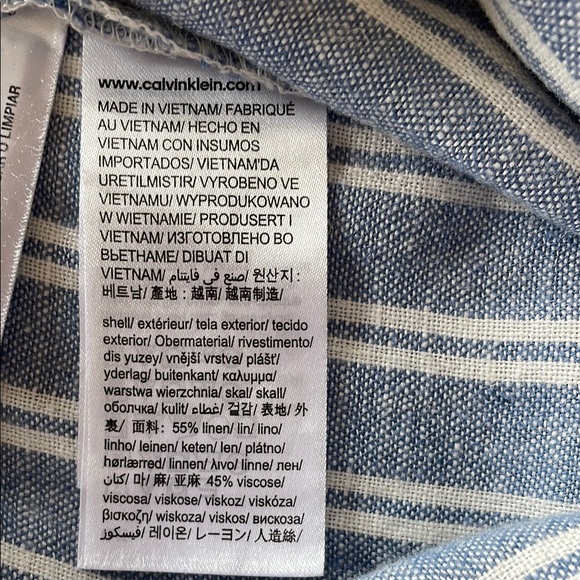 O LIMPIAR
www.calvinklein.com
MADE IN VIETNAM/ FABRIQUÉ
AU VIETNAM/ HECHO EN
VIETNAM CON INSUMOS
IMPORTADOS/ VIETNAM'DA
URETILMISTIR/ VYROBENO VE
VIETNAMU/ WYPRODUKOWANO
W WIETNAMIE/ PRODUSERT I
VIETNAM/ ИЗГОТОВЛЕНО ВО
ВЬЕТНАМЕ/ DIBUAT DI
VIETNAM/ صنع في فايتنام/ 원산지 :
베트남/ 產地 : 越南/ 越南制造/
shell/ extérieur/ tela exterior/ tecido
exterior/ Obermaterial/ rivestimento/
dis yuzey/ vnější vrstva/ plášť/
yderlag/ buitenkant/ καλυμμα/
warstwa wierzchnia/ skal/ skall/
оболчка/ kulit/ غطاء/ 겉감/ 表地/ 外
裹/ 面料: 55% linen/ lin/ lino/
linho/ leinen/ keten/ len/ plátno/
hørlærred/ linnen/ λινο/ linne/ лен/
كتان/ 마/ 麻/ 亚麻 45% viscose/
viscosa/ viskose/ viskoz/ viskóza/
βισκοζη/ wiskoza/ viskos/ вискоза/
فيسكوز/ 레이온/ レーヨン/ 人造絲/